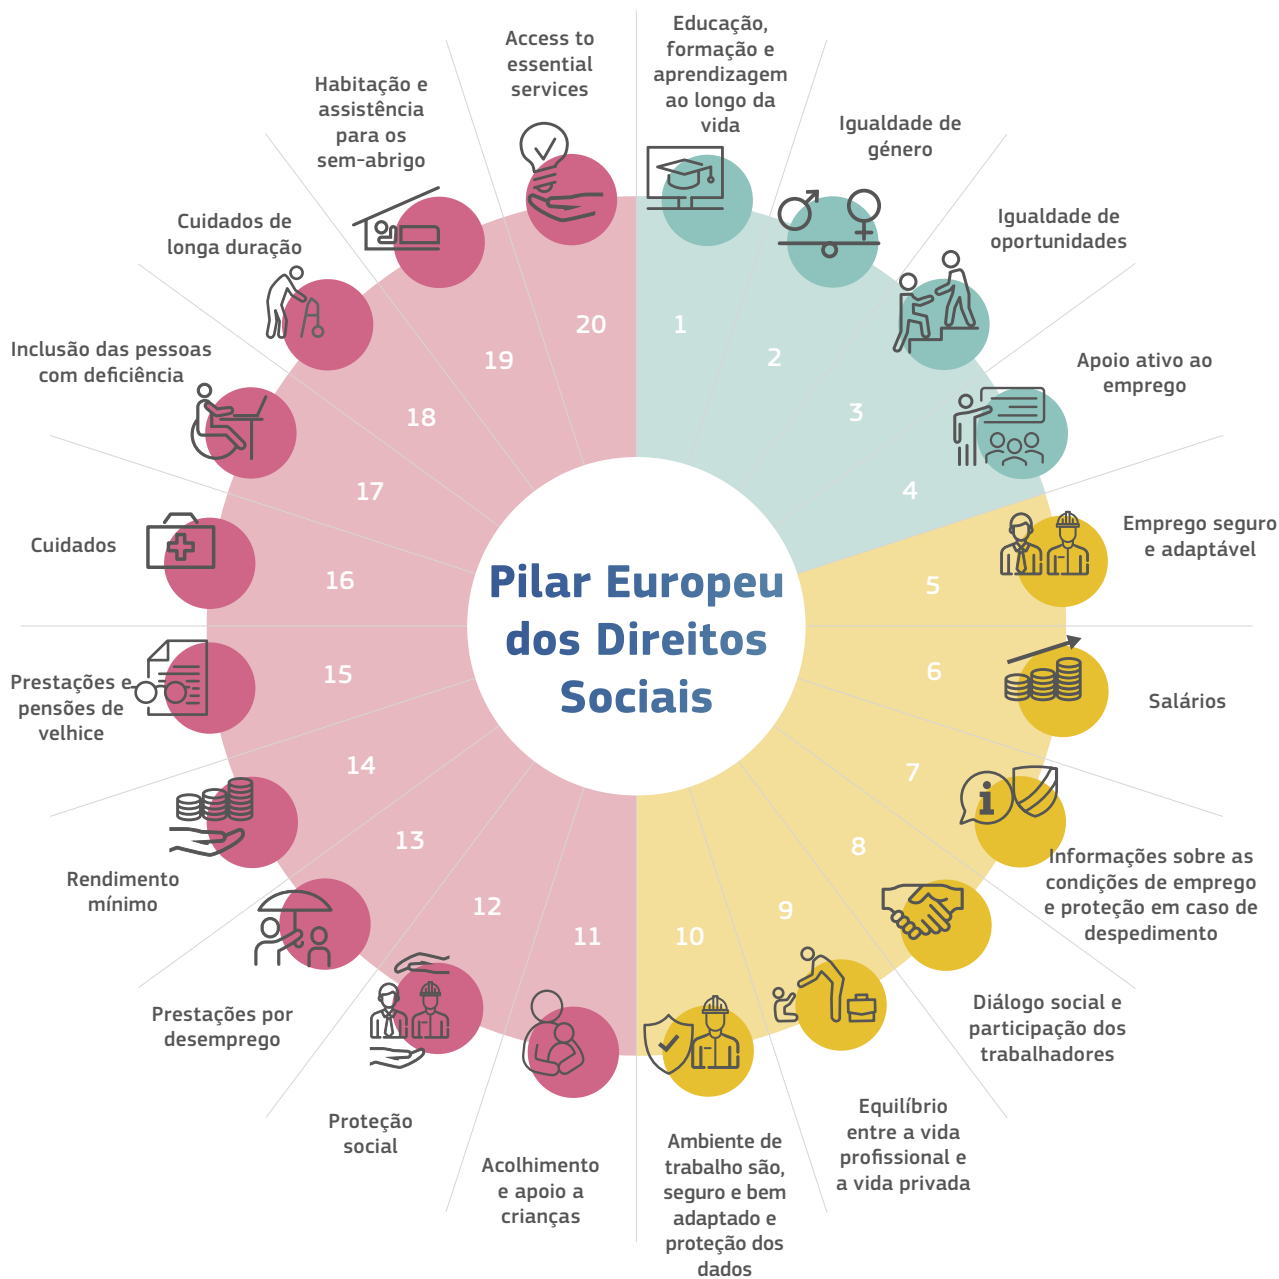 Pilar Europeu
dos Direitos
Sociais
1
Educação,
formação e
aprendizagem
ao longo da
vida
2
Igualdade de
género
3
Igualdade de
oportunidades
4
Apoio ativo ao
emprego
5
Emprego seguro
e adaptável
6
Salários
7
Informações sobre as
condições de emprego
e proteção em caso de
despedimento
8
Diálogo social e
participação dos
trabalhadores
9
Equilíbrio
entre a vida
profissional e
a vida privada
10
Ambiente de
trabalho são,
seguro e bem
adaptado e
proteção dos
dados
11
Acolhimento
e apoio a
crianças
12
Proteção
social
13
Prestações por
desemprego
14
Rendimento
mínimo
15
Prestações e
pensões de
velhice
16
Cuidados
17
Inclusão das pessoas
com deficiência
18
Cuidados de
longa duração
19
Habitação e
assistência
para os
sem-abrigo
20
Access to
essential
services